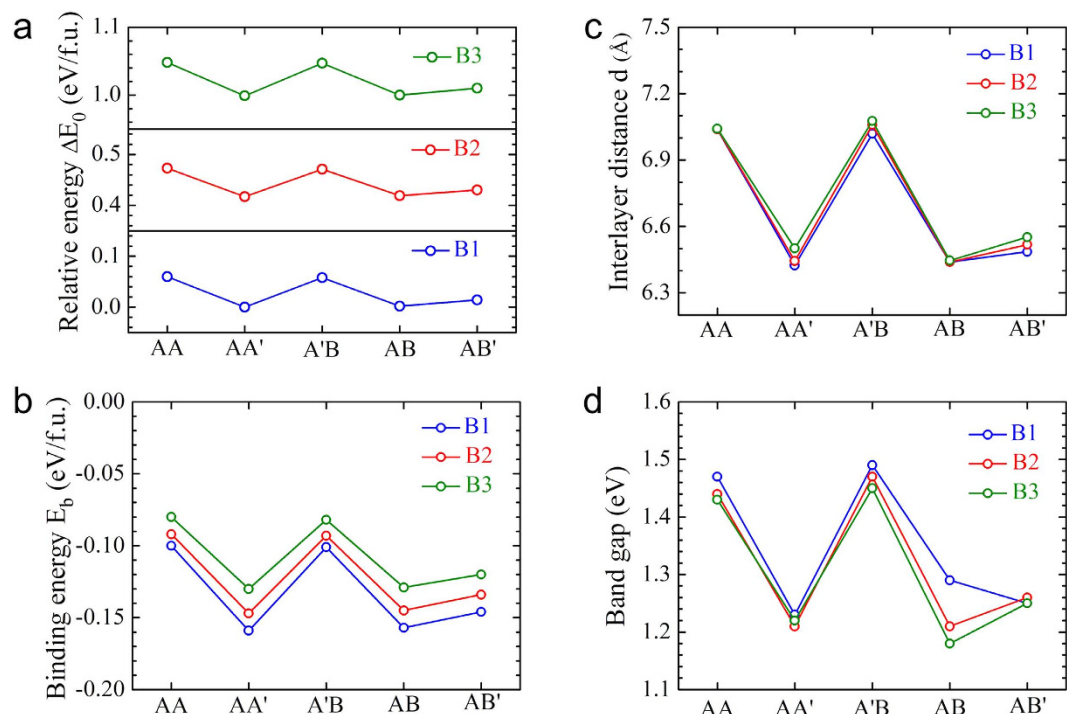 a
Relative energy ΔE0 (eV/f.u.)
1.1
1.0
0.5
0.4
0.1
0.0
B3
B2
B1
AA AA' A'B AB AB'
c
Interlayer distance d (Å)
7.5
7.2
6.9
6.6
6.3
B1
B2
B3
AA AA' A'B AB AB'
b
Binding energy Eb (eV/f.u.)
0.00
-0.05
-0.10
-0.15
-0.20
B1
B2
B3
AA AA' A'B AB AB'
d
Band gap (eV)
1.6
1.5
1.4
1.3
1.2
1.1
B1
B2
B3
AA AA' A'B AB AB'